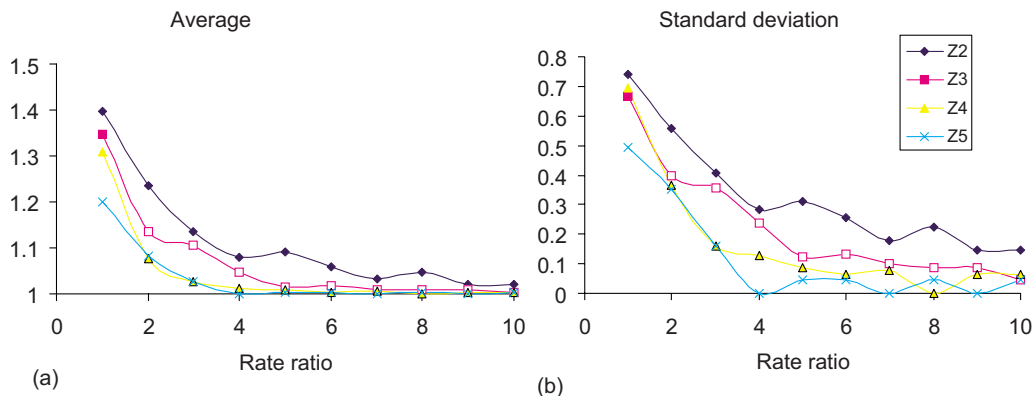 Average
1.5
1.4
1.3
1.2
1.1
1
0 2 4 6 8 10
Rate ratio
(a)
Standard deviation
0.8
0.7
0.6
0.5
0.4
0.3
0.2
0.1
0
0 2 4 6 8 10
Rate ratio
(b)
Z2
Z3
Z4
Z5